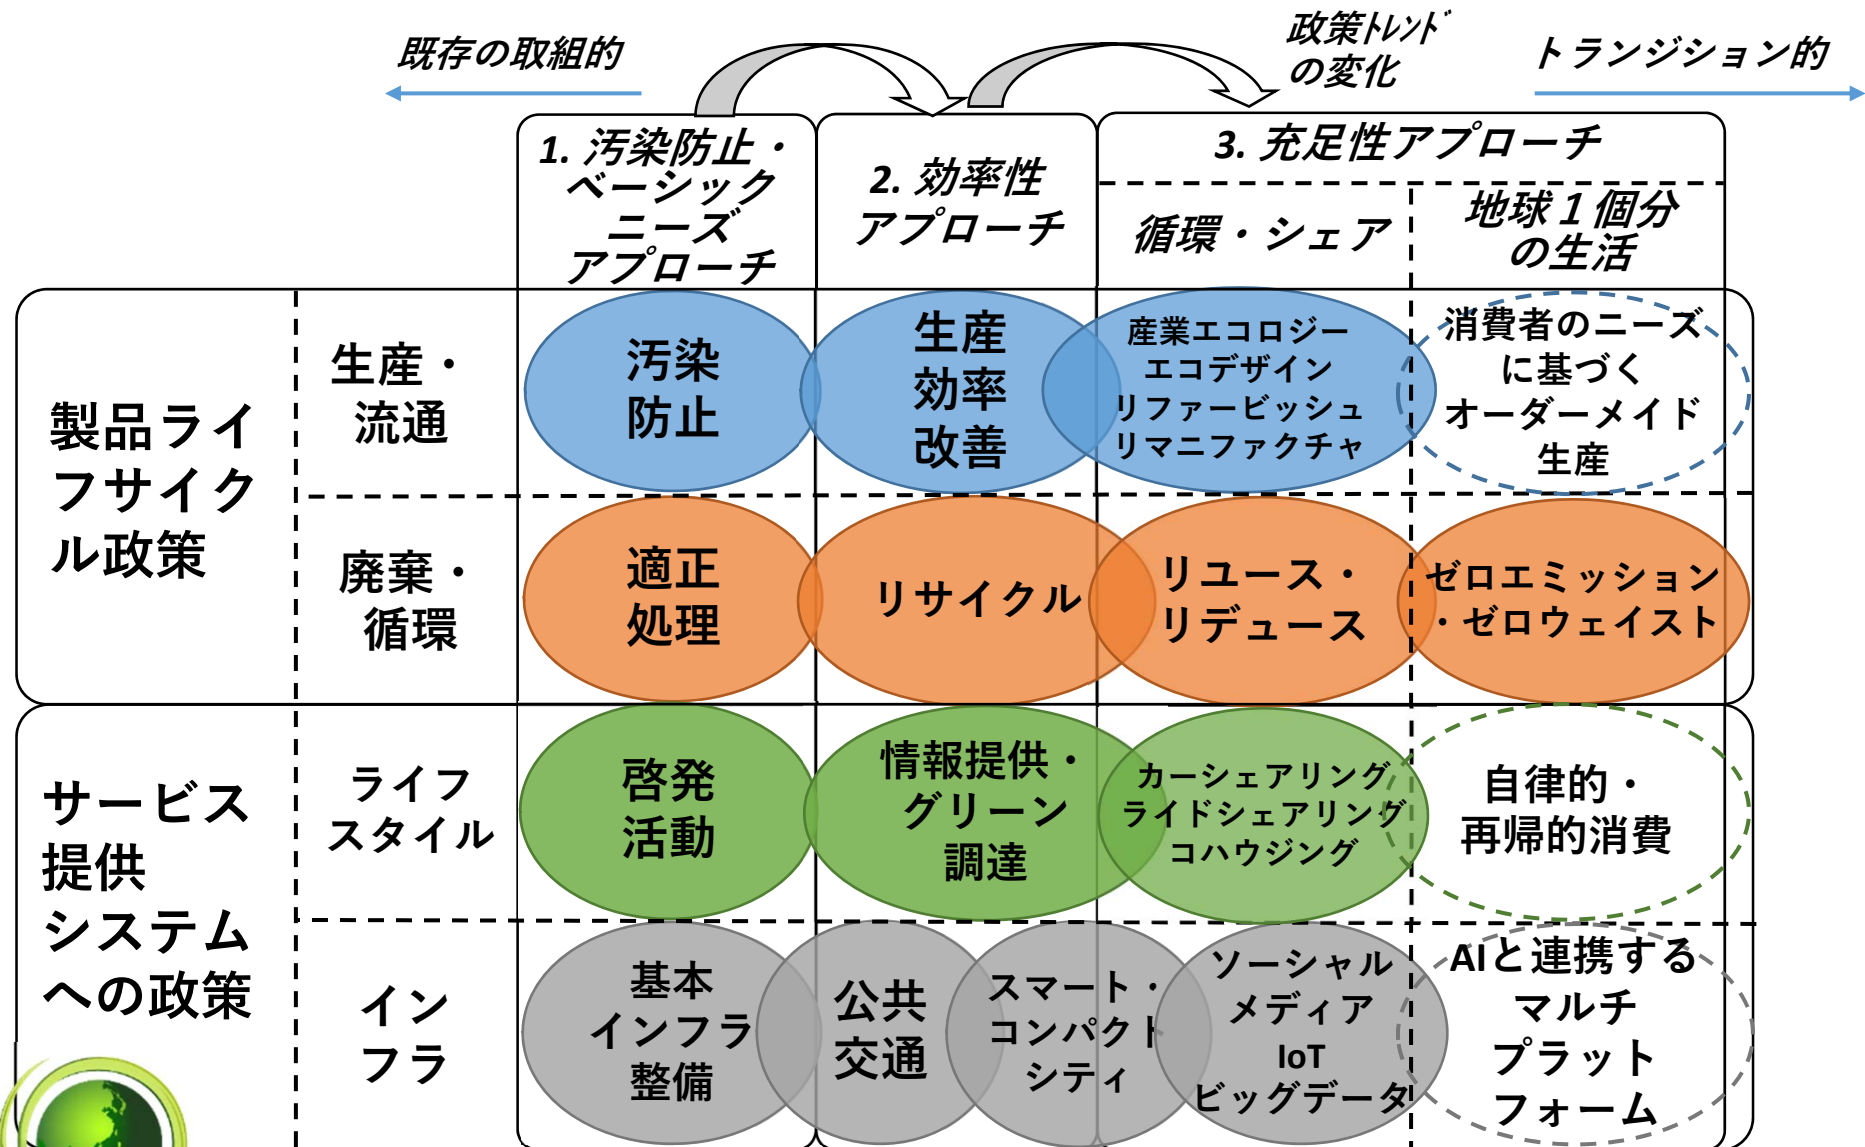 既存の取組的
政策ﾄﾚﾝﾄﾞ
の変化
トランジション的
1. 汚染防止・
ベーシック
ニーズ
アプローチ
2. 効率性
アプローチ
3. 充足性アプローチ
循環・シェア
地球１個分
の生活
製品ライ
フサイク
ル政策
生産・
流通
汚染
防止
生産
効率
改善
産業エコロジー
エコデザイン
リファービッシュ
リマニファクチャ
消費者のニーズ
に基づく
オーダーメイド
生産
廃棄・
循環
適正
処理
リサイクル
リユース・
リデュース
ゼロエミッション
・ゼロウェイスト
サービス
提供
システム
への政策
ライフ
スタイル
啓発
活動
情報提供・
グリーン
調達
カーシェアリング
ライドシェアリング
コハウジング
自律的・
再帰的消費
イン
フラ
基本
インフラ
整備
公共
交通
スマート・
コンパクト
シティ
ソーシャル
メディア
IoT
ビッグデータ
AIと連携する
マルチ
プラット
フォーム